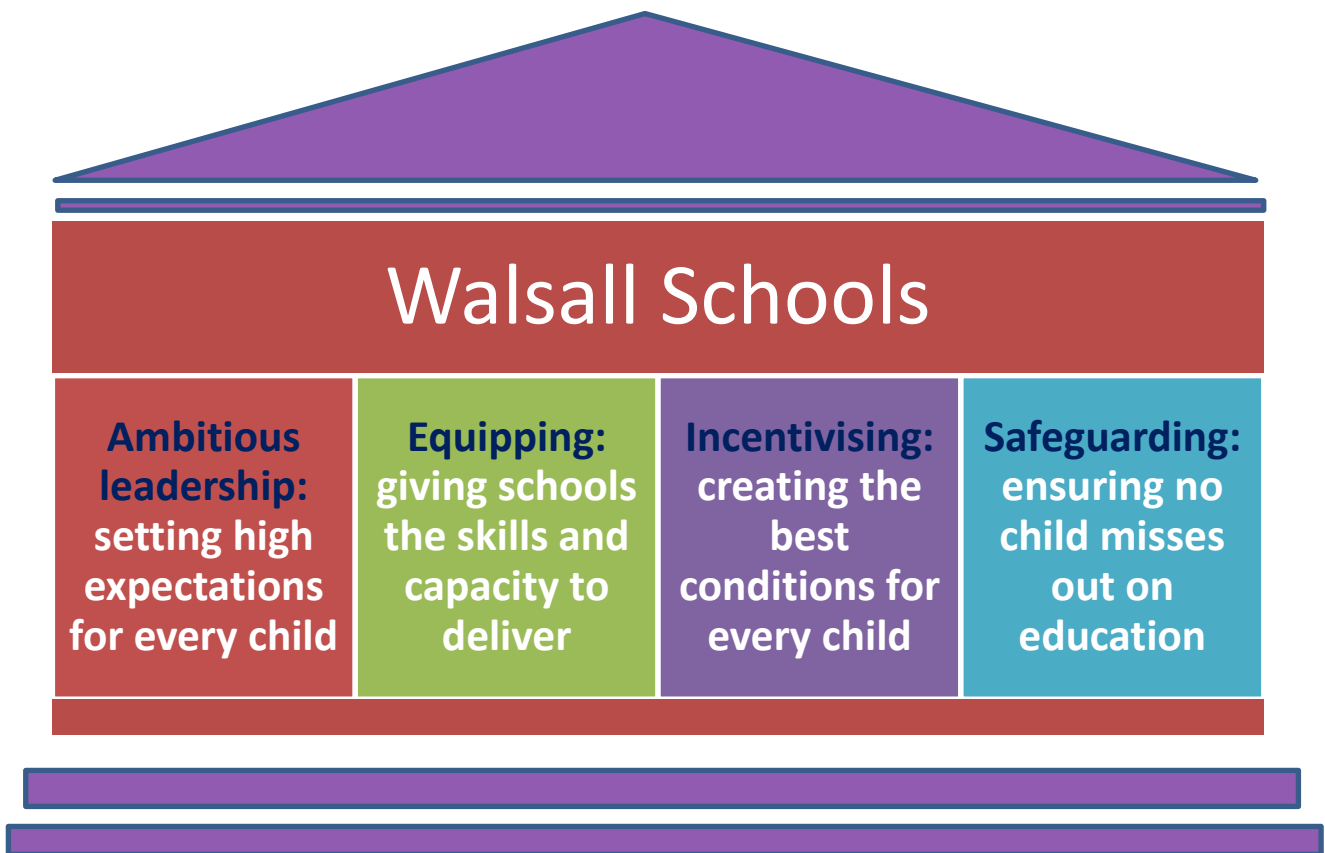 Walsall Schools
Ambitious
leadership:
setting high
expectations
for every child
Equipping:
giving schools
the skills and
capacity to
deliver
Incentivising:
creating the
best
conditions for
every child
Safeguarding:
ensuring no
child misses
out on
education